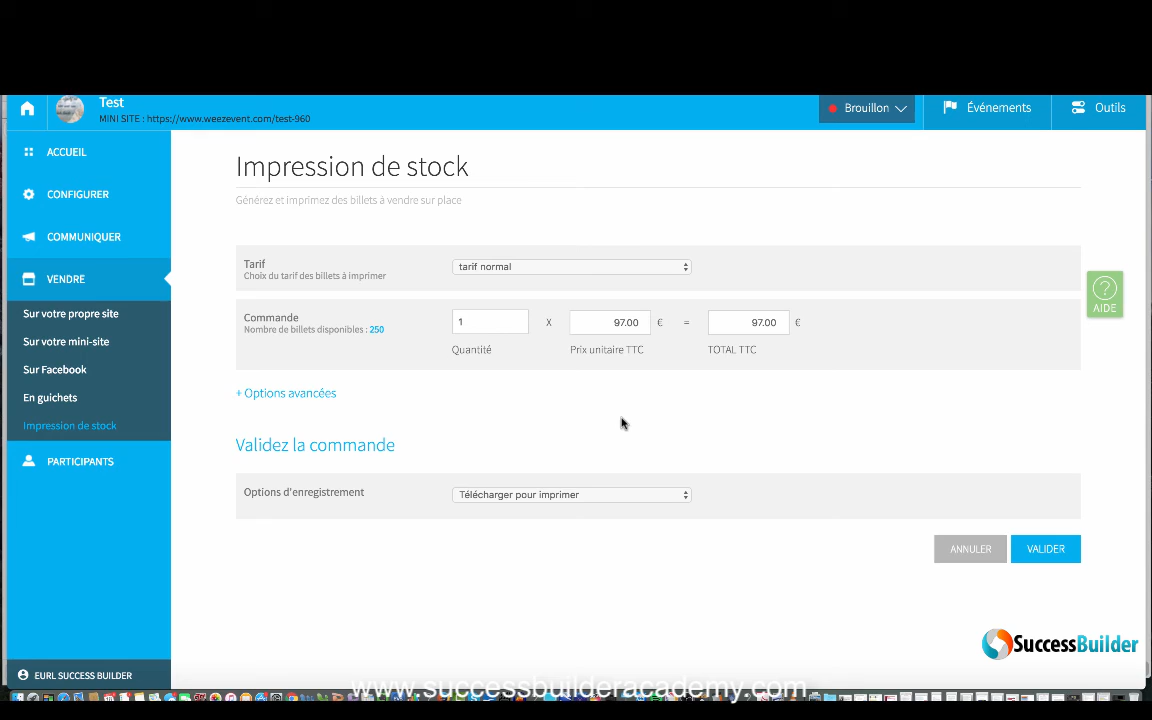 Test
MINI SITE : https://www.weezevent.com/test-960
Brouillon
Événements
Outils
ACCUEIL
CONFIGURER
COMMUNIQUER
VENDRE
Sur votre propre site
Sur votre mini-site
Sur Facebook
En guichets
Impression de stock
PARTICIPANTS
EURL SUCCESS BUILDER
Impression de stock
Générez et imprimez des billets à vendre sur place
Tarif
Choix du tarif des billets à imprimer
tarif normal
Commande
Nombre de billets disponibles : 250
1 X 97.00 € = 97.00 €
Quantité Prix unitaire TTC TOTAL TTC
+ Options avancées
Validez la commande
Options d'enregistrement
Télécharger pour imprimer
ANNULER
VALIDER
?
AIDE
SuccessBuilder
www.successbuilderacademy.com